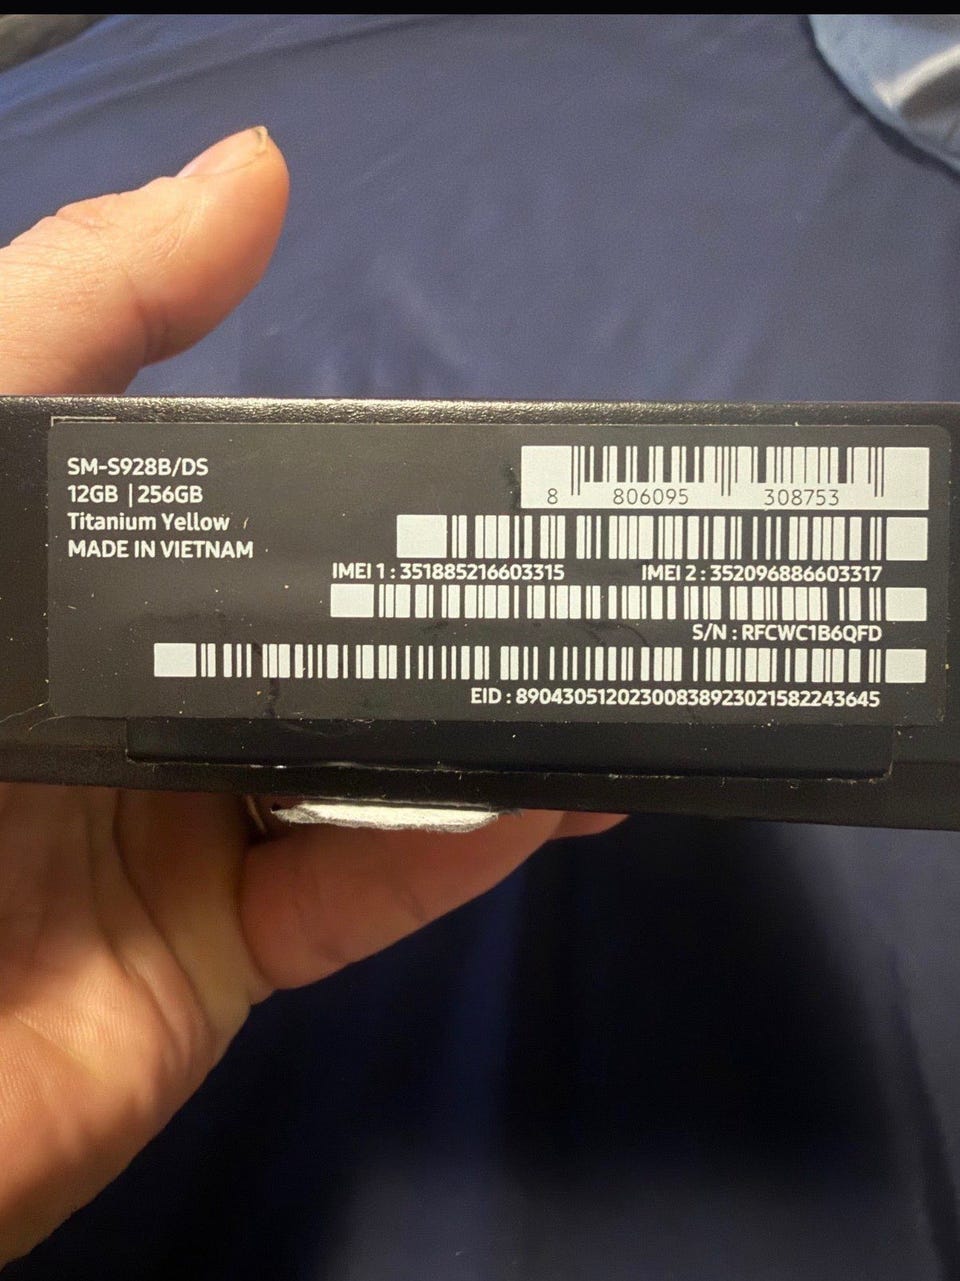 SM-S928B/DS
12GB | 256GB
Titanium Yellow
MADE IN VIETNAM
8 806095 308753
IMEI 1 : 351885216603315 IMEI 2 : 352096886603317
S/N : RFCWC1B6QFD
EID : 89043051202300838923021582243645